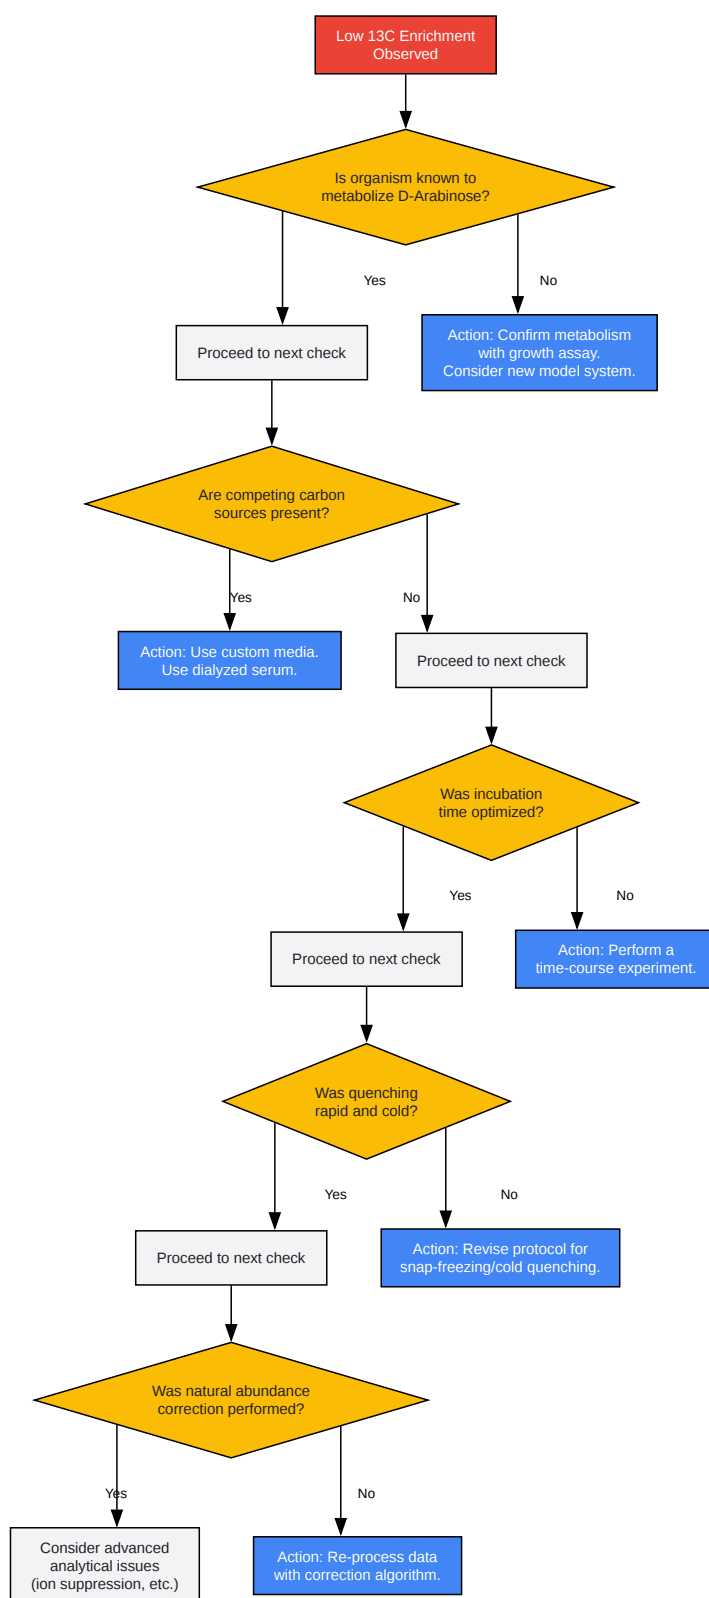 Low 13C Enrichment
Observed
Is organism known to
metabolize D-Arabinose?
Yes
No
Proceed to next check
Action: Confirm metabolism
with growth assay.
Consider new model system.
Are competing carbon
sources present?
Yes
No
Action: Use custom media.
Use dialyzed serum.
Proceed to next check
Was incubation
time optimized?
Yes
No
Proceed to next check
Action: Perform a
time-course experiment.
Was quenching
rapid and cold?
Yes
No
Proceed to next check
Action: Revise protocol for
snap-freezing/cold quenching.
Was natural abundance
correction performed?
Yes
No
Consider advanced
analytical issues
(ion suppression, etc.)
Action: Re-process data
with correction algorithm.